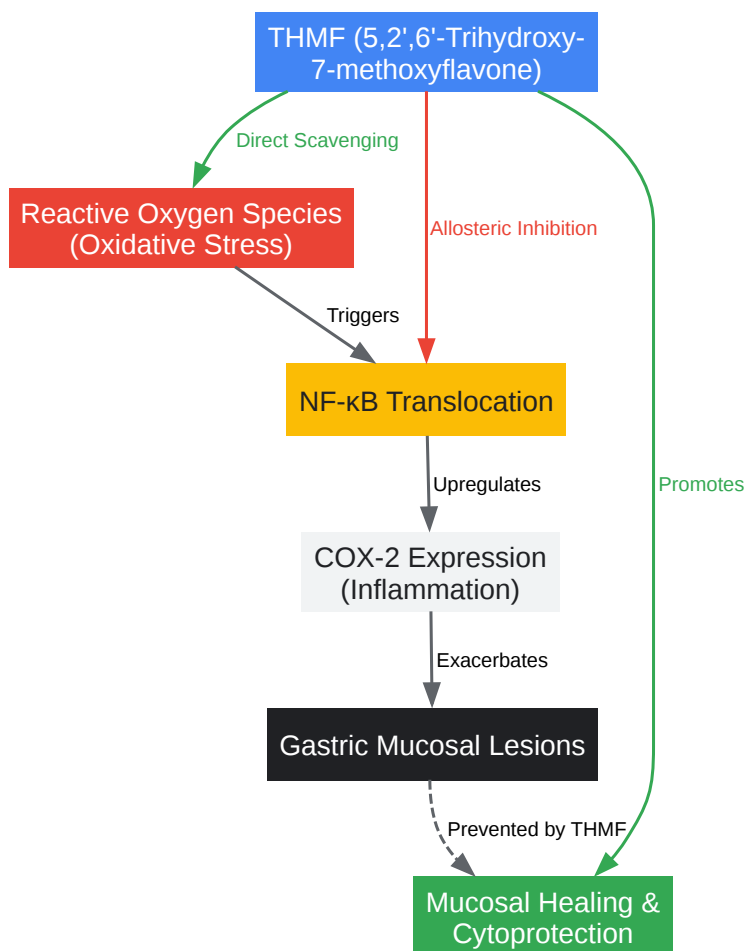 THMF (5,2',6'-Trihydroxy-
7-methoxyflavone)
Direct Scavenging
Reactive Oxygen Species
(Oxidative Stress)
Allosteric Inhibition
Triggers
NF-κB Translocation
Upregulates
Promotes
COX-2 Expression
(Inflammation)
Exacerbates
Gastric Mucosal Lesions
Prevented by THMF
Mucosal Healing &
Cytoprotection